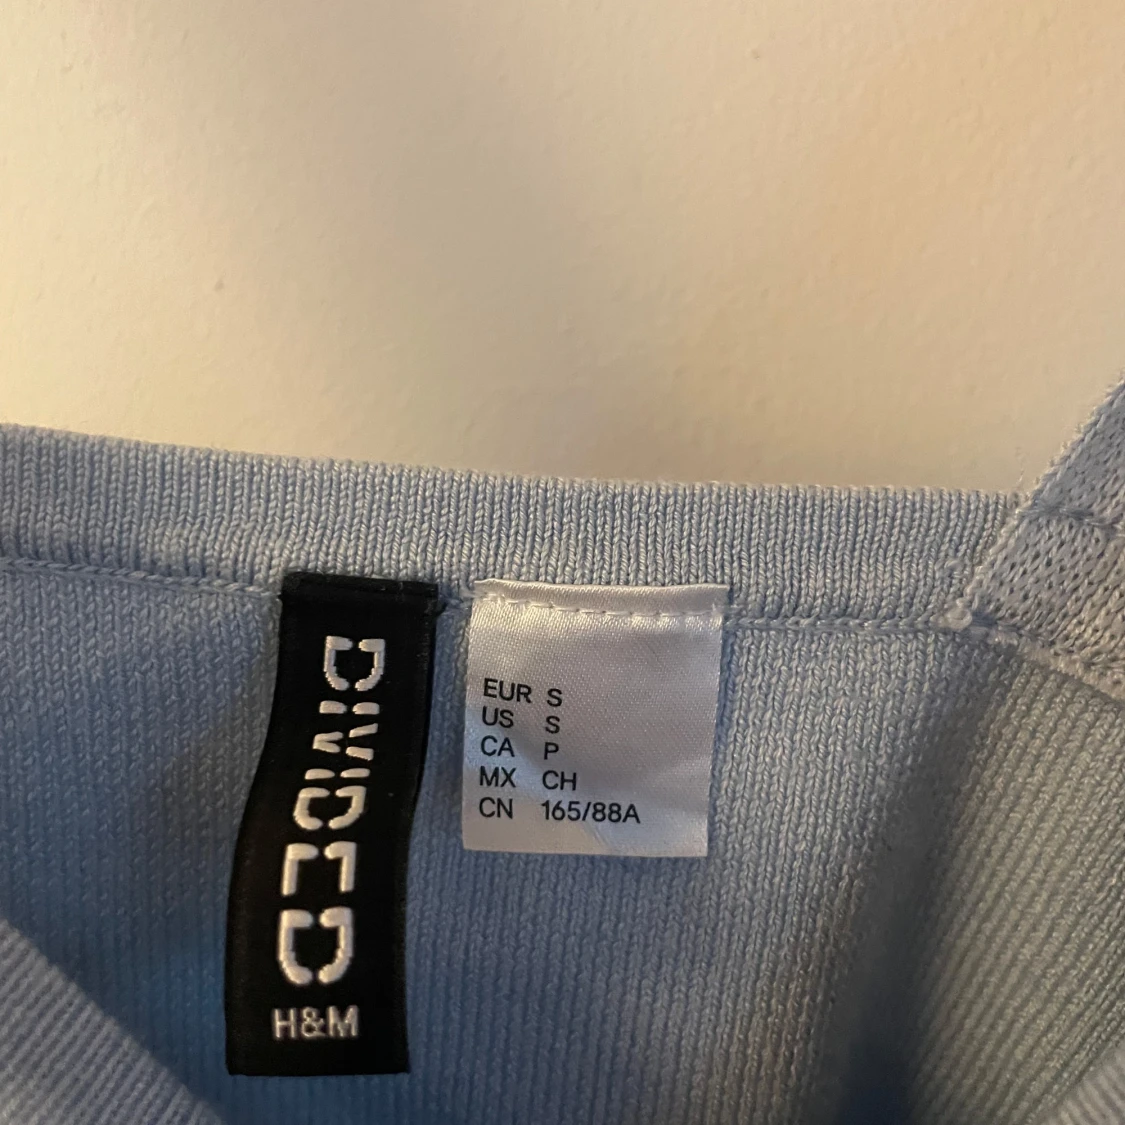 DIVIDED
H&M
EUR S
US S
CA P
MX CH
CN 165/88A